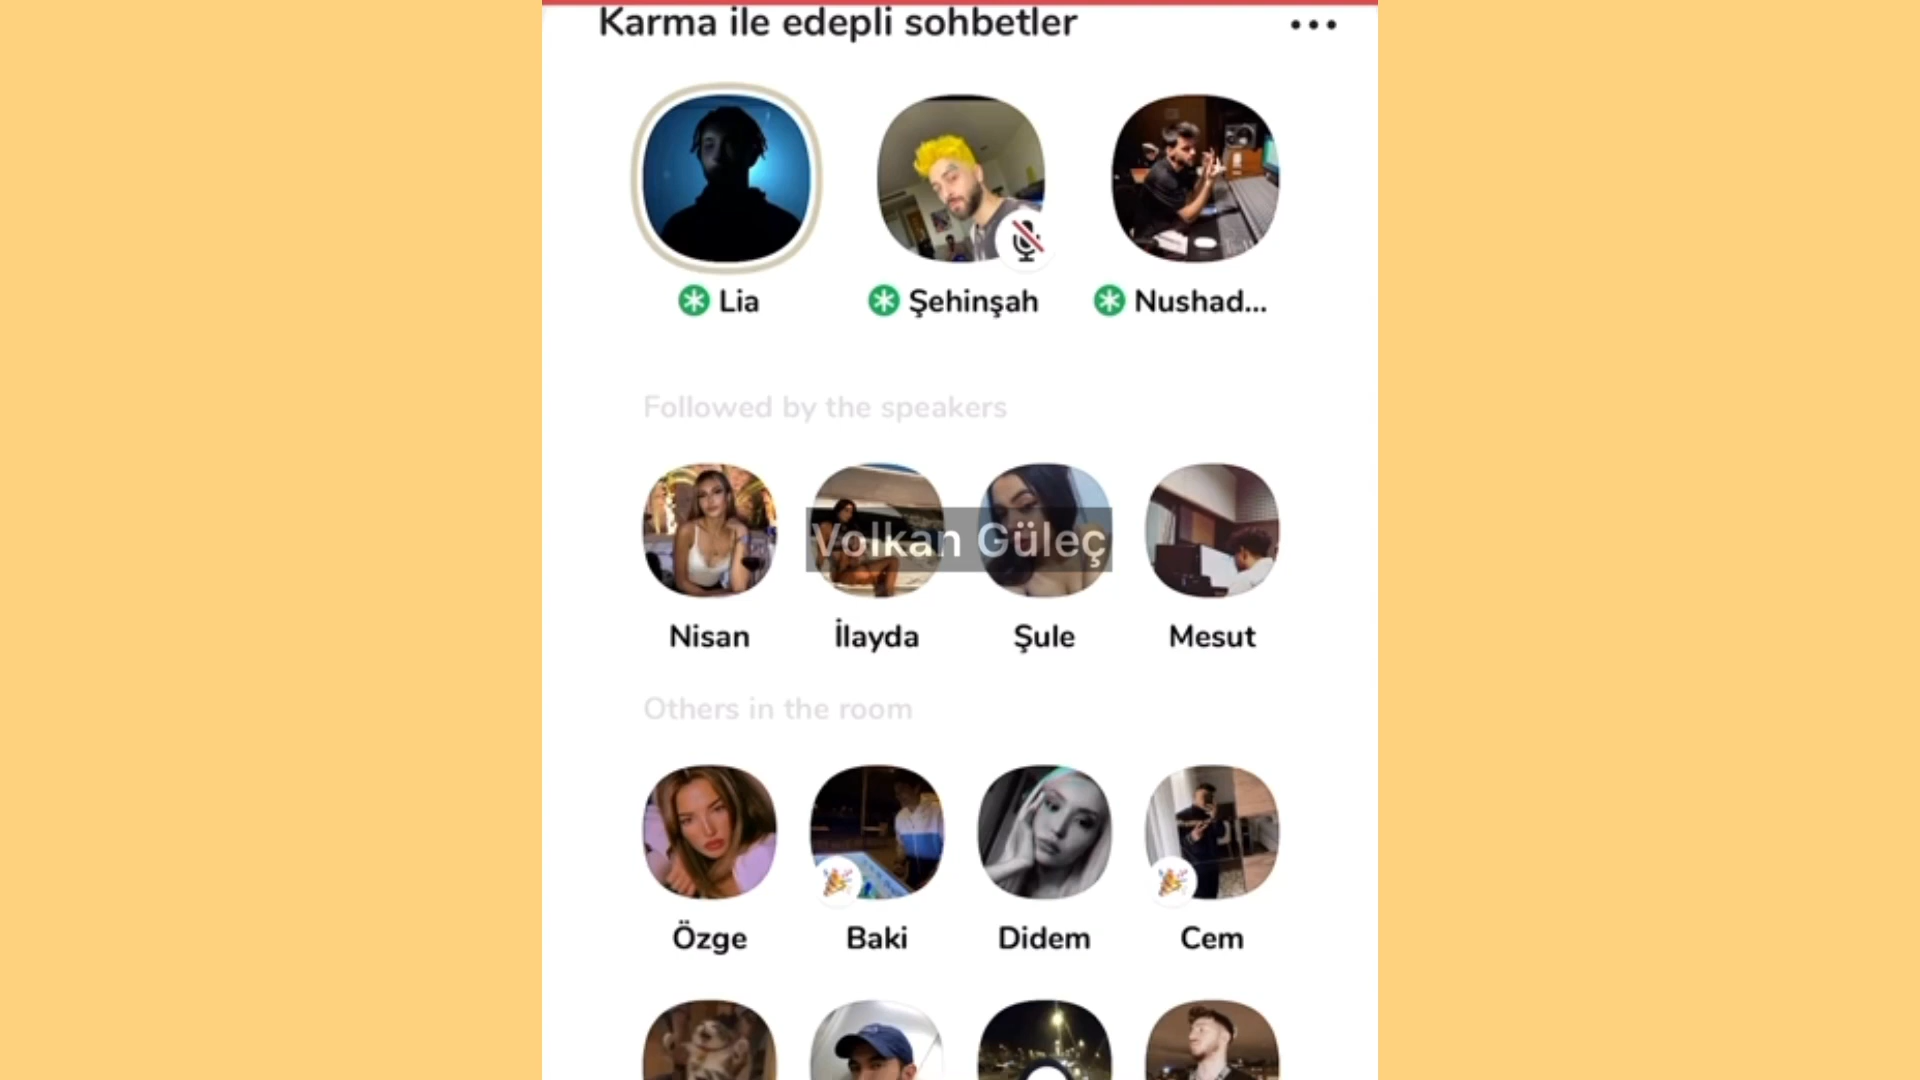 Karma ile edepli sohbetler
Lia
Şehinşah
Nushad...
Followed by the speakers
Volkan Güleç
Nisan
İlayda
Şule
Mesut
Others in the room
Özge
Baki
Didem
Cem